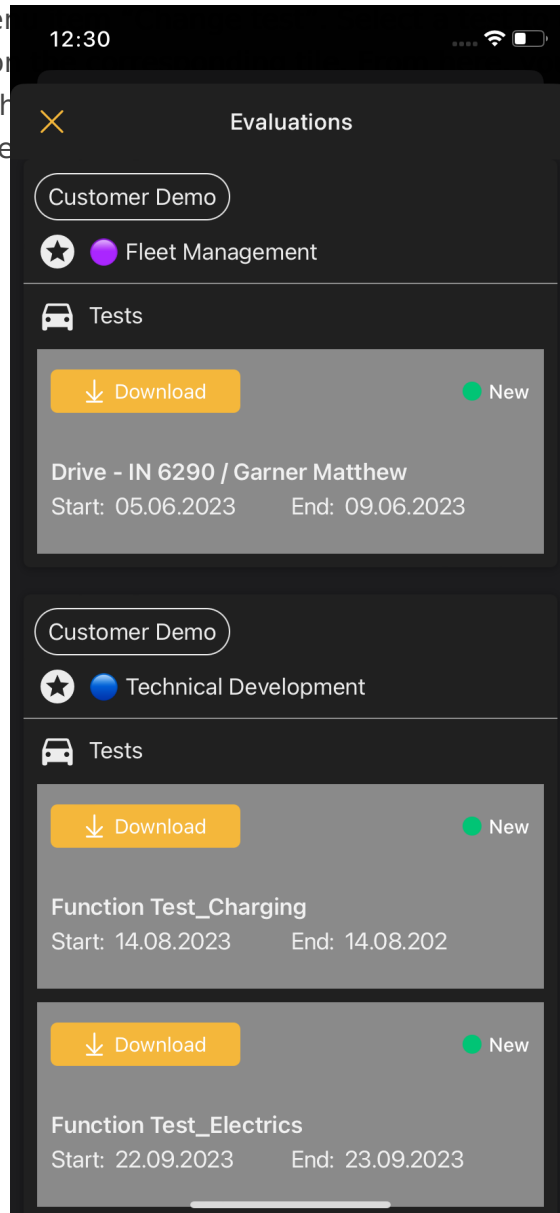 12:30
Evaluations
Customer Demo
Fleet Management
Tests
Download
New
Drive - IN 6290 / Garner Matthew
Start: 05.06.2023 End: 09.06.2023
Customer Demo
Technical Development
Tests
Download
New
Function Test_Charging
Start: 14.08.2023 End: 14.08.202
Download
New
Function Test_Electrics
Start: 22.09.2023 End: 23.09.2023